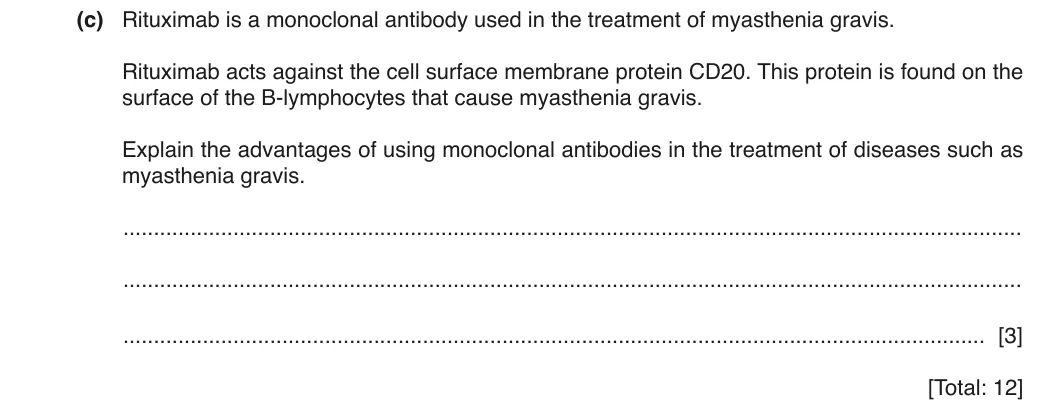 (c) Rituximab is a monoclonal antibody used in the treatment of myasthenia gravis.
Rituximab acts against the cell surface membrane protein CD20. This protein is found on the
surface of the B-lymphocytes that cause myasthenia gravis.
Explain the advantages of using monoclonal antibodies in the treatment of diseases such as
myasthenia gravis.
....................................................................................................................................................
....................................................................................................................................................
.............................................................................................................................................. [3]
[Total: 12]